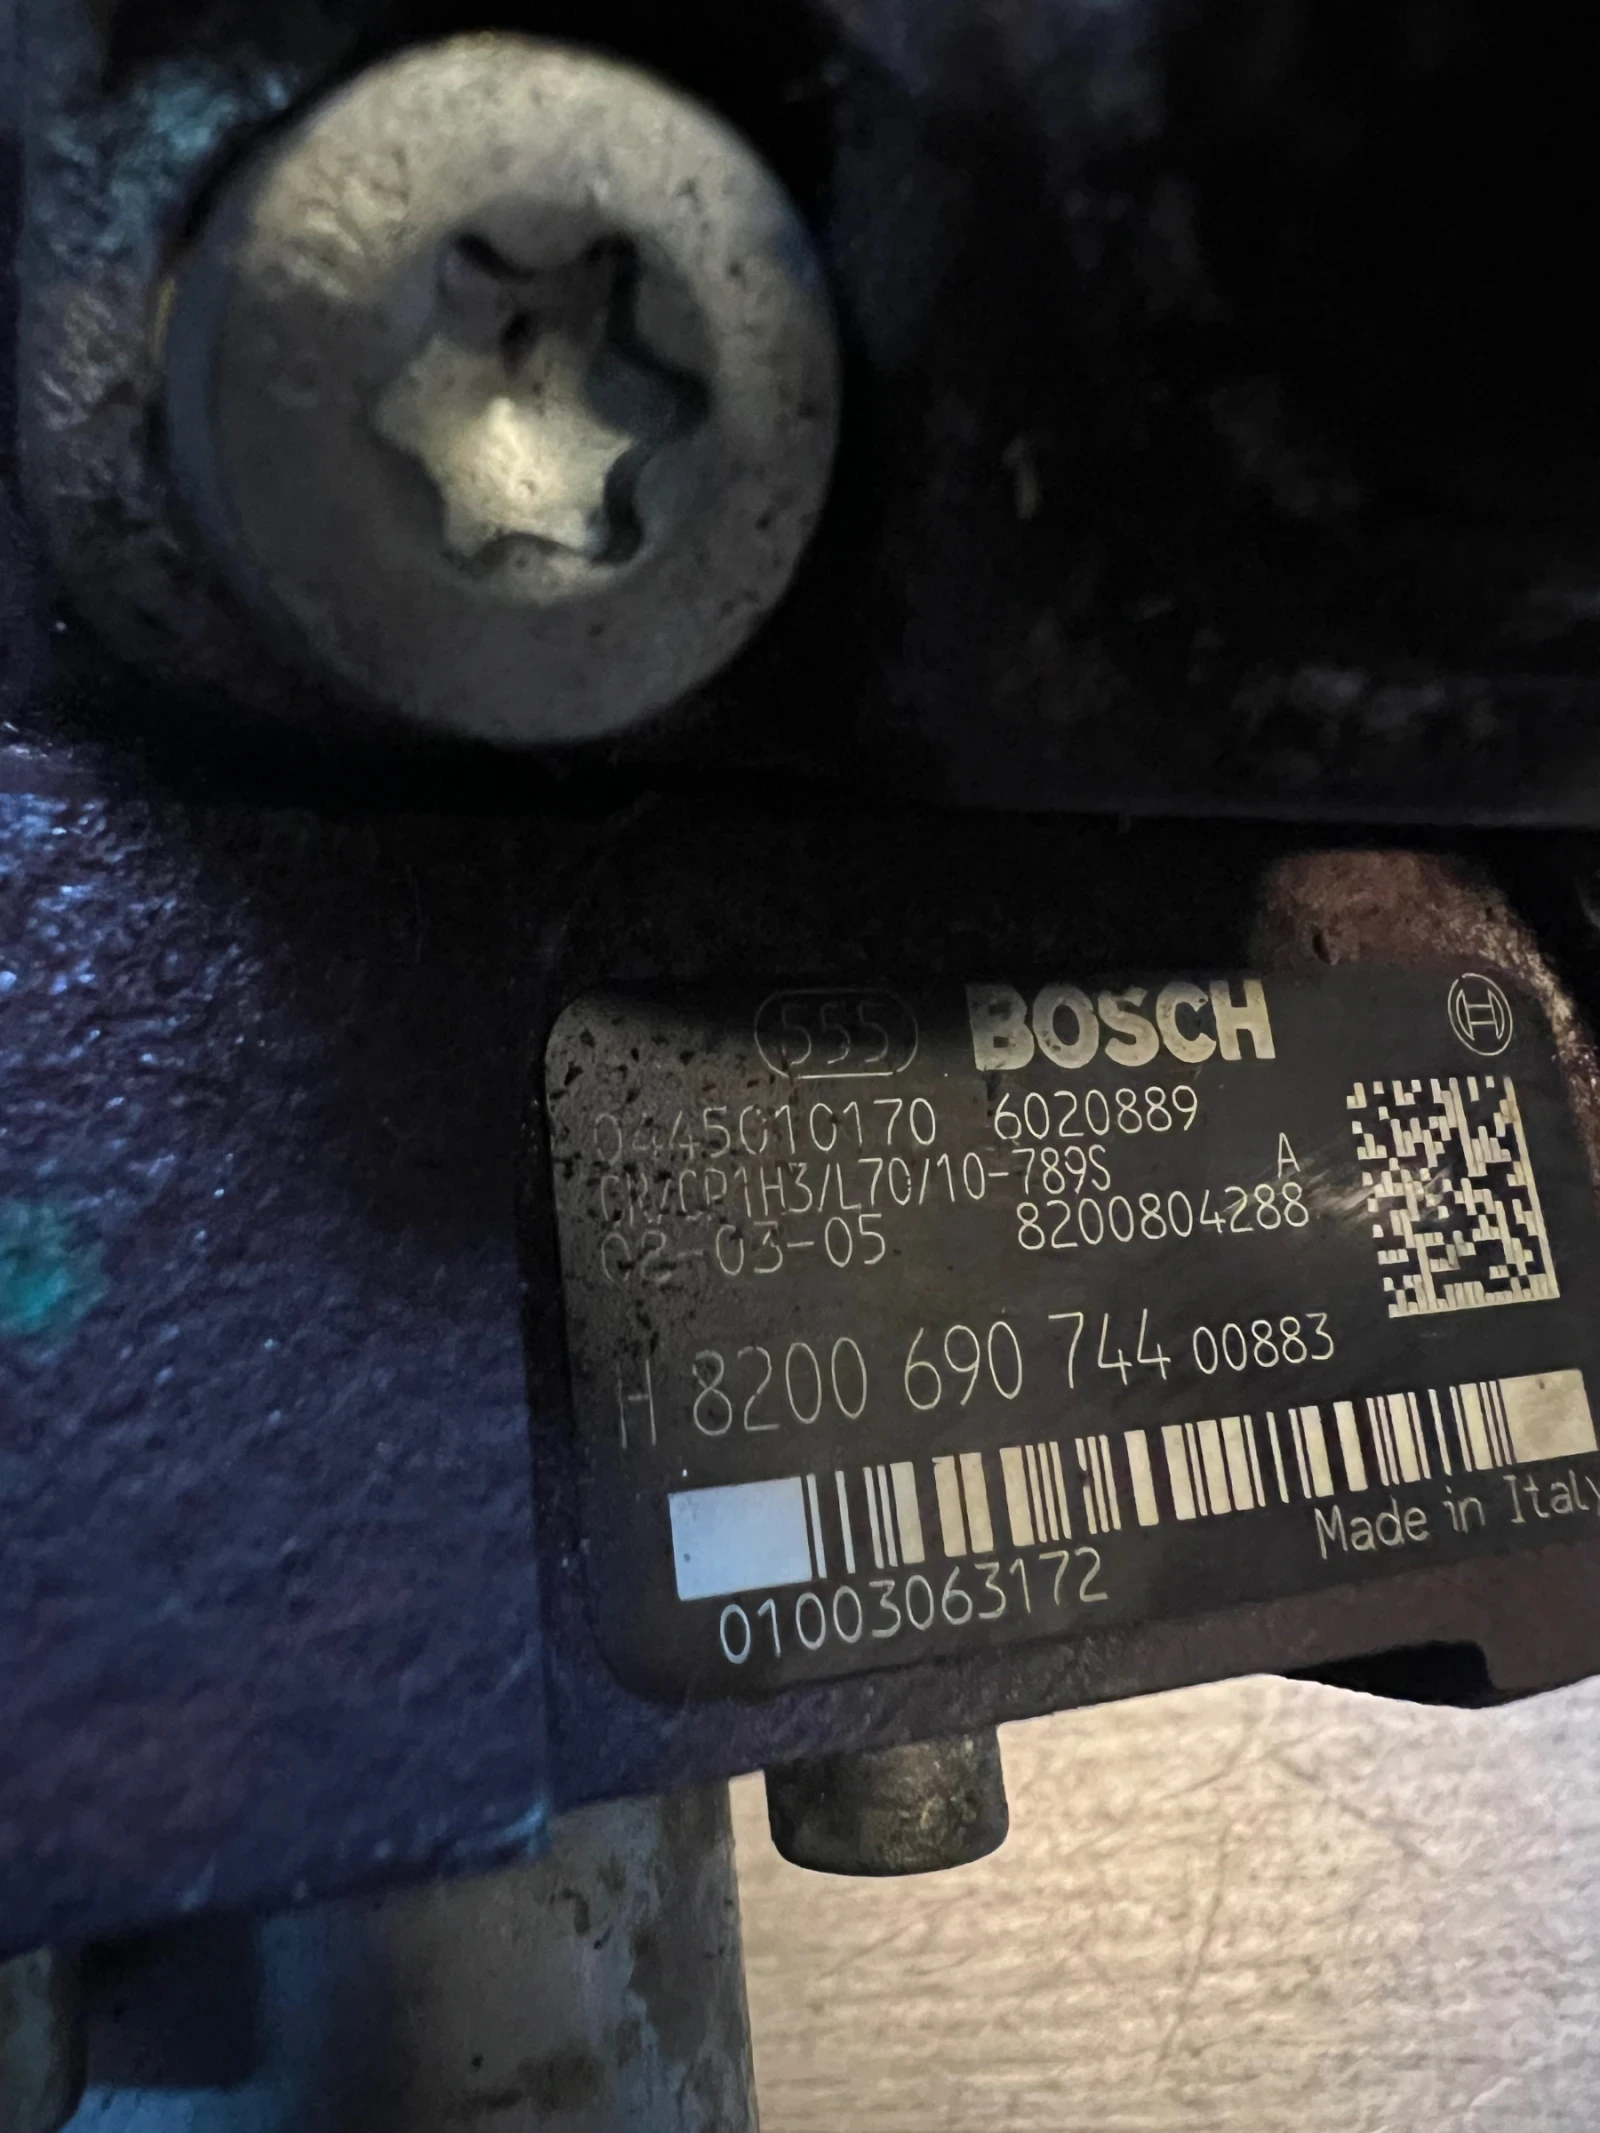 555 BOSCH
0445010170 6020889
CR/CP1H3/L70/10-789S A
02-03-05 8200804288
H 8200 690 744 00883
01003063172
Made in Italy